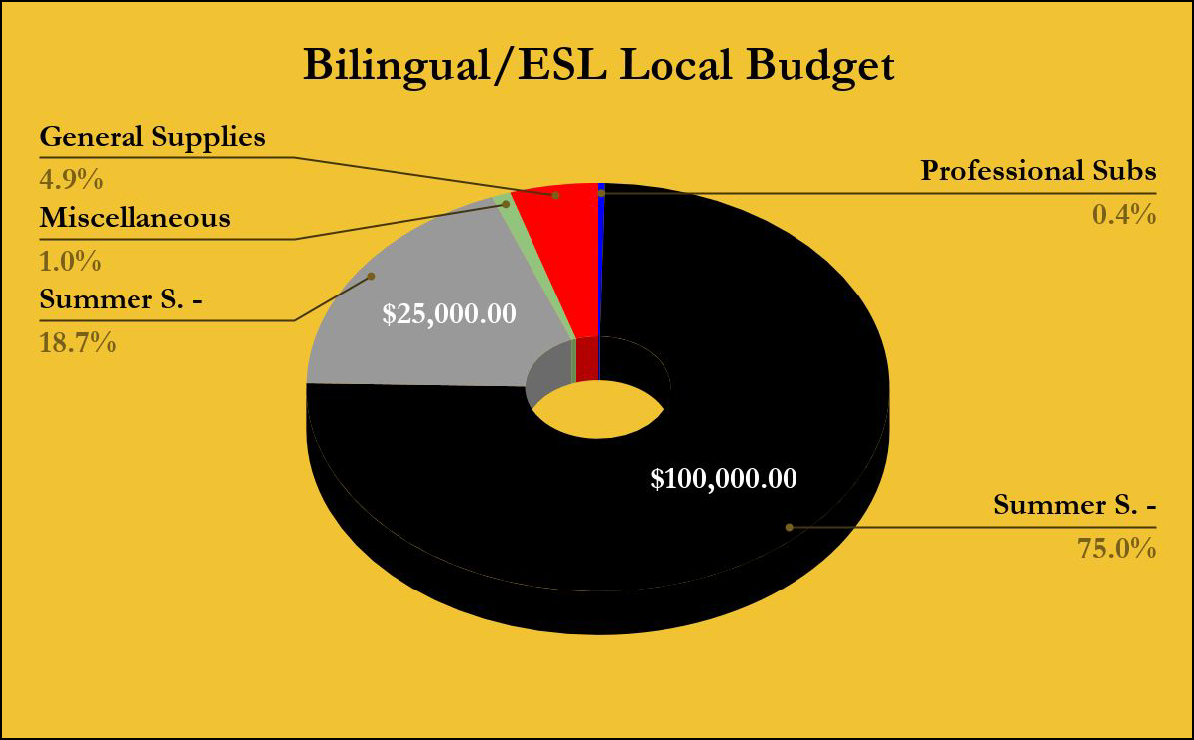 Bilingual/ESL Local Budget
General Supplies
4.9%
Miscellaneous
1.0%
Summer S. -
18.7%
Professional Subs
0.4%
$25,000.00
$100,000.00
Summer S. -
75.0%